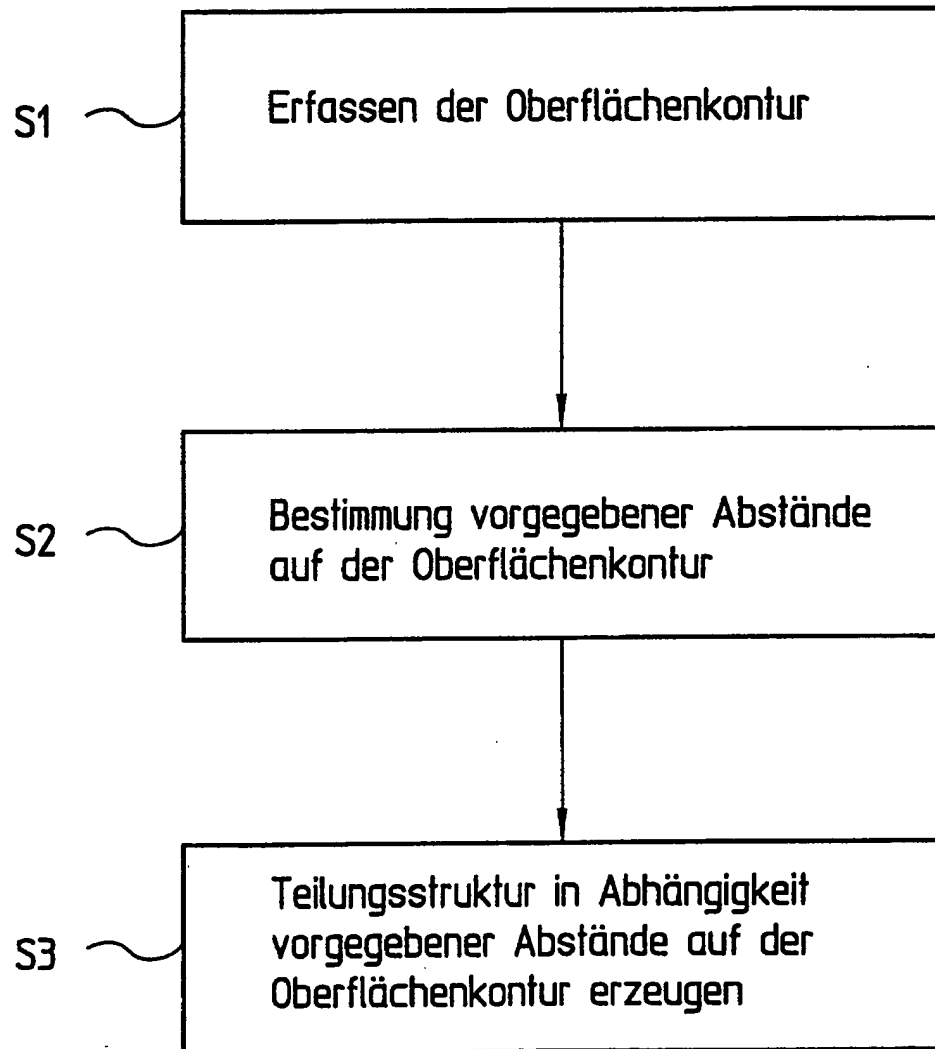 S1
Erfassen der Oberflächenkontur
S2
Bestimmung vorgegebener Abstände
auf der Oberflächenkontur
S3
Teilungsstruktur in Abhängigkeit
vorgegebener Abstände auf der
Oberflächenkontur erzeugen